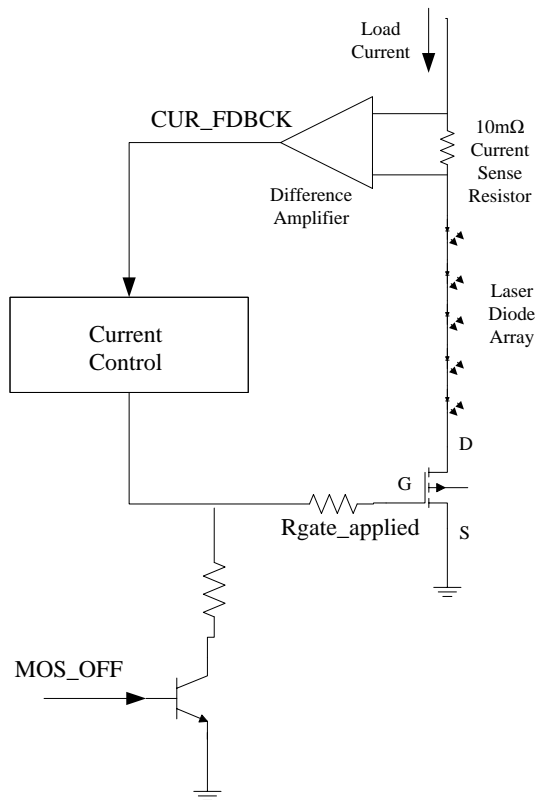 Load
Current
CUR_FDBCK
10mΩ
Current
Sense
Resistor
Difference
Amplifier
Current
Control
Laser
Diode
Array
D
G
Rgate_applied
S
MOS_OFF